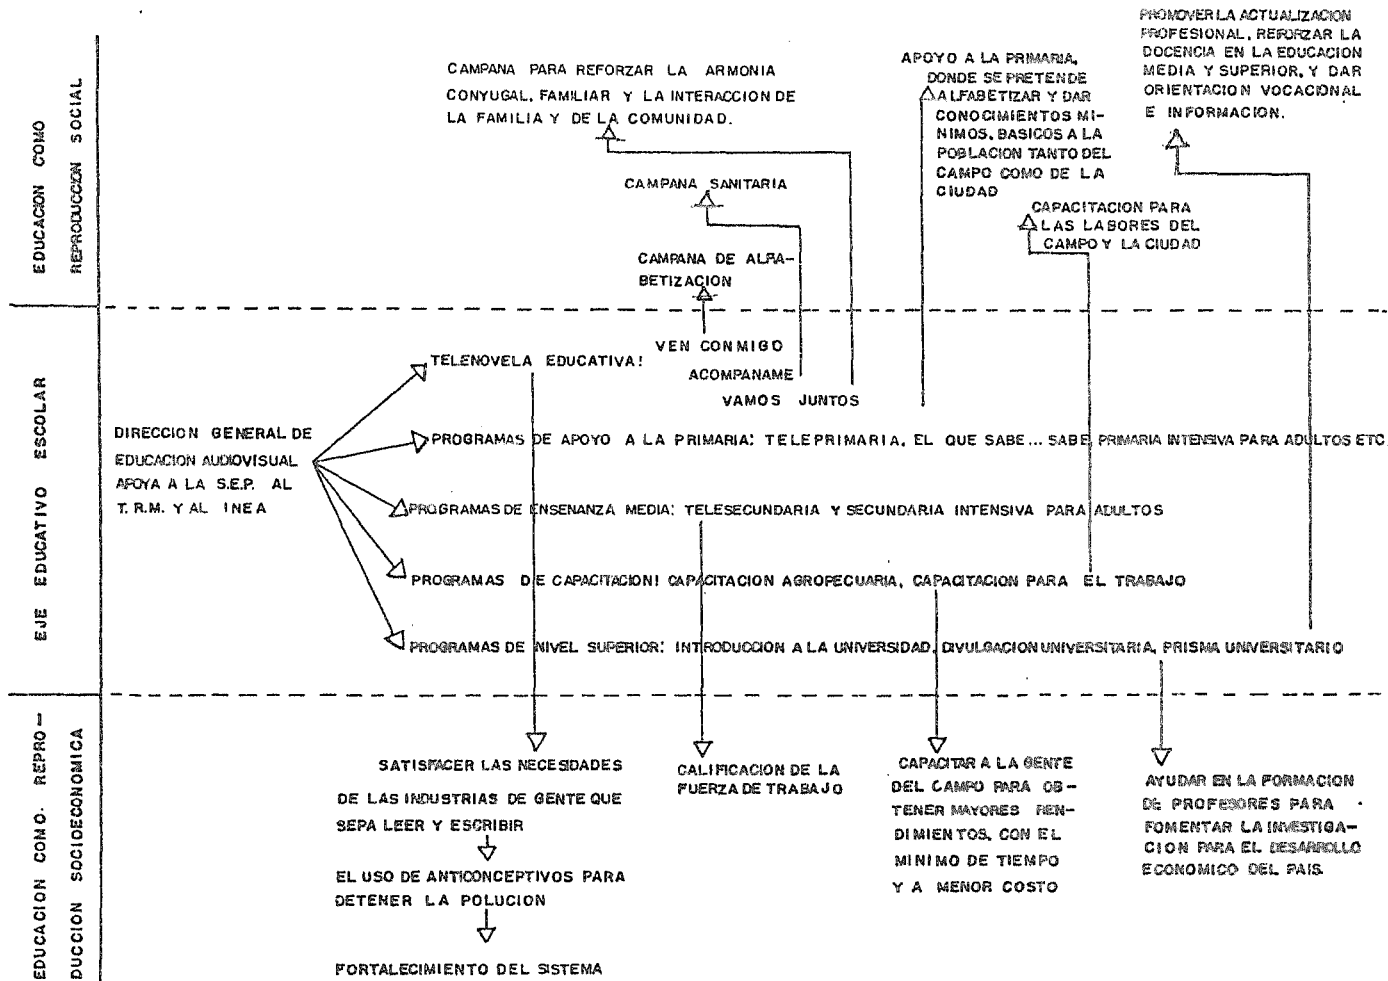 EDUCACION COMO
REPRODUCCION SOCIAL
CAMPANA PARA REFORZAR LA ARMONIA
CONYUGAL, FAMILIAR Y LA INTERACCION DE
LA FAMILIA Y DE LA COMUNIDAD.
CAMPANA SANITARIA
CAMPANA DE ALFA-
BETIZACION
APOYO A LA PRIMARIA,
DONDE SE PRETENDE
ALFABETIZAR Y DAR
CONOCIMIENTOS MI-
NIMOS, BASICOS A LA
POBLACION TANTO DEL
CAMPO COMO DE LA
CIUDAD
CAPACITACION PARA
LAS LABORES DEL
CAMPO Y LA CIUDAD
PROMOVER LA ACTUALIZACION
PROFESIONAL, REFORZAR LA
DOCENCIA EN LA EDUCACION
MEDIA Y SUPERIOR, Y DAR
ORIENTACION VOCACIONAL
E INFORMACION.
EJE EDUCATIVO ESCOLAR
DIRECCION GENERAL DE
EDUCACION AUDIOVISUAL
APOYA A LA S.E.P. AL
T.R.M. Y AL INEA
TELENOVELA EDUCATIVA:
VEN CONMIGO
ACOMPANAME
VAMOS JUNTOS
PROGRAMAS DE APOYO A LA PRIMARIA: TELEPRIMARIA, EL QUE SABE... SABE, PRIMARIA INTENSIVA PARA ADULTOS ETC.
PROGRAMAS DE ENSENANZA MEDIA: TELESECUNDARIA Y SECUNDARIA INTENSIVA PARA ADULTOS
PROGRAMAS DE CAPACITACION: CAPACITACION AGROPECUARIA, CAPACITACION PARA EL TRABAJO
PROGRAMAS DE NIVEL SUPERIOR: INTRODUCCION A LA UNIVERSIDAD, DIVULGACION UNIVERSITARIA, PRISMA UNIVERSITARIO
EDUCACION COMO. REPRO-
DUCCION SOCIOECONOMICA
SATISFACER LAS NECESIDADES
DE LAS INDUSTRIAS DE GENTE QUE
SEPA LEER Y ESCRIBIR
EL USO DE ANTICONCEPTIVOS PARA
DETENER LA POLUCION
FORTALECIMIENTO DEL SISTEMA
CALIFICACION DE LA
FUERZA DE TRABAJO
CAPACITAR A LA GENTE
DEL CAMPO PARA OB-
TENER MAYORES REN-
DIMIENTOS, CON EL
MINIMO DE TIEMPO
Y A MENOR COSTO
AYUDAR EN LA FORMACION
DE PROFESORES PARA
FOMENTAR LA INVESTIGA-
CION PARA EL DESARROLLO
ECONOMICO DEL PAIS.